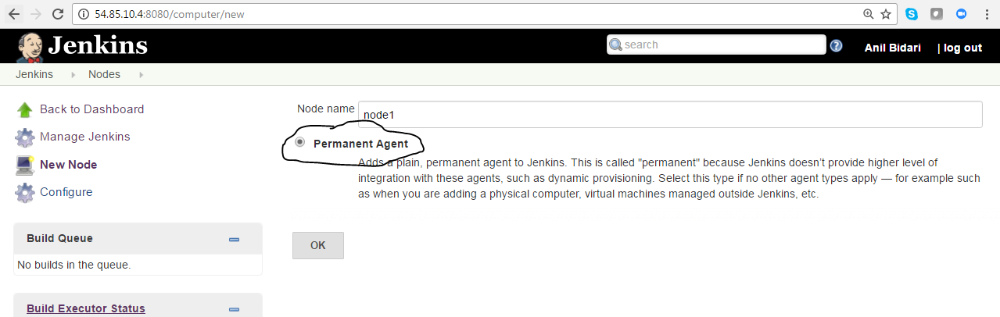 54.85.10.4:8080/computer/new
Jenkins
search
Anil Bidari | log out
Jenkins Nodes
Back to Dashboard
Manage Jenkins
New Node
Configure
Build Queue
No builds in the queue.
Build Executor Status
Node name node1
Permanent Agent
Adds a plain, permanent agent to Jenkins. This is called "permanent" because Jenkins doesn't provide higher level of
integration with these agents, such as dynamic provisioning. Select this type if no other agent types apply — for example such
as when you are adding a physical computer, virtual machines managed outside Jenkins, etc.
OK